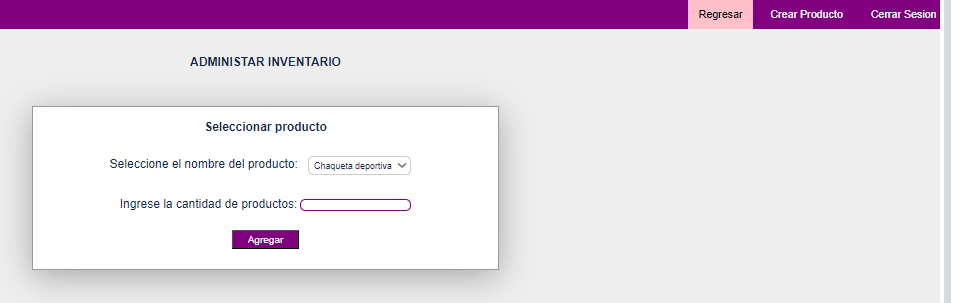 Regresar Crear Producto Cerrar Sesion
ADMINISTAR INVENTARIO
Seleccionar producto
Seleccione el nombre del producto: Chaqueta deportiva
Ingrese la cantidad de productos:
Agregar